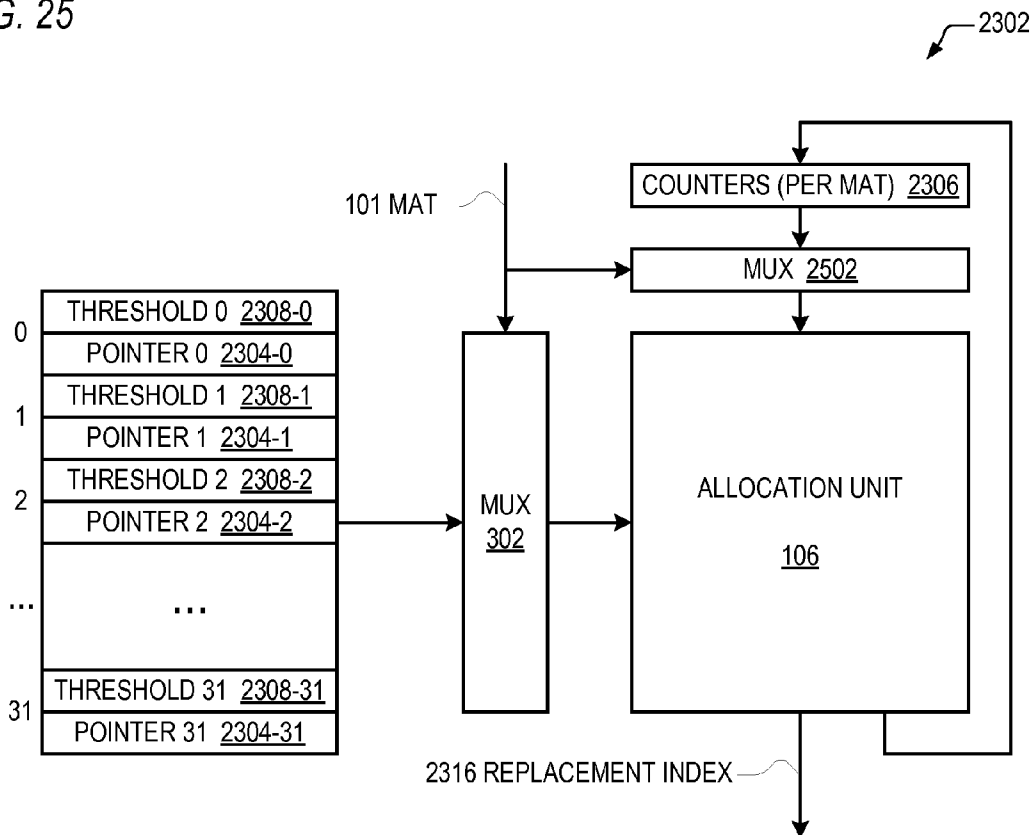 G. 25
2302
COUNTERS (PER MAT) 2306
101 MAT
MUX 2502
THRESHOLD 0 2308-0
0
POINTER 0 2304-0
THRESHOLD 1 2308-1
1
POINTER 1 2304-1
THRESHOLD 2 2308-2
2
POINTER 2 2304-2
MUX
302
ALLOCATION UNIT
106
...
...
THRESHOLD 31 2308-31
31
POINTER 31 2304-31
2316 REPLACEMENT INDEX